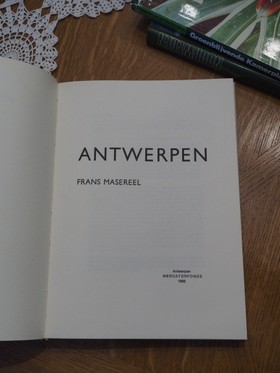 Groenblijvende
ANTWERPEN
FRANS MASEREEL
Antwerpen
MERCATORFONDS